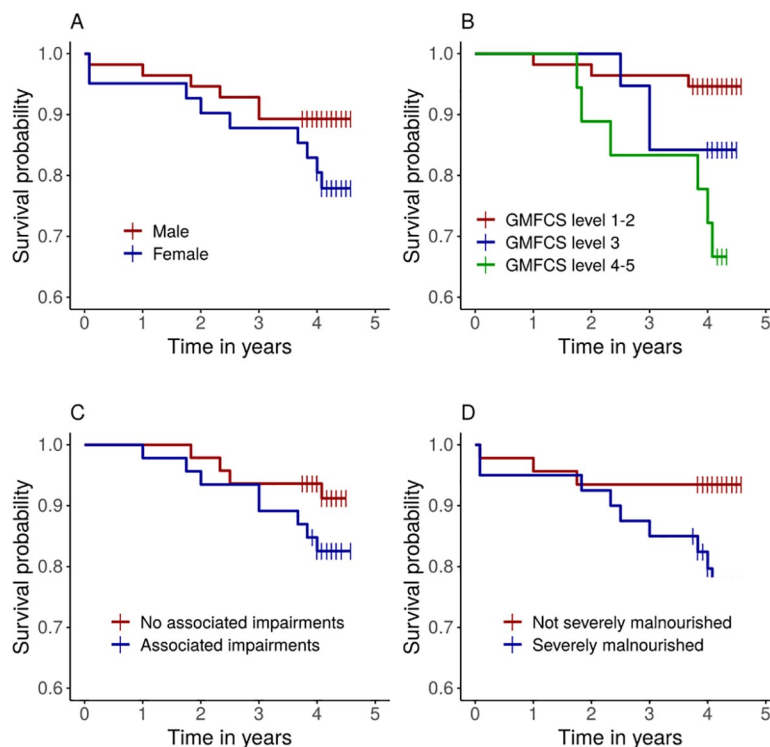 A
Survival probability
1.0
0.9
0.8
0.7
0.6
Male
Female
0 1 2 3 4 5
Time in years
B
Survival probability
1.0
0.9
0.8
0.7
0.6
GMFCS level 1-2
GMFCS level 3
GMFCS level 4-5
0 1 2 3 4 5
Time in years
C
Survival probability
1.0
0.9
0.8
0.7
0.6
No associated impairments
Associated impairments
0 1 2 3 4 5
Time in years
D
Survival probability
1.0
0.9
0.8
0.7
0.6
Not severely malnourished
Severely malnourished
0 1 2 3 4 5
Time in years